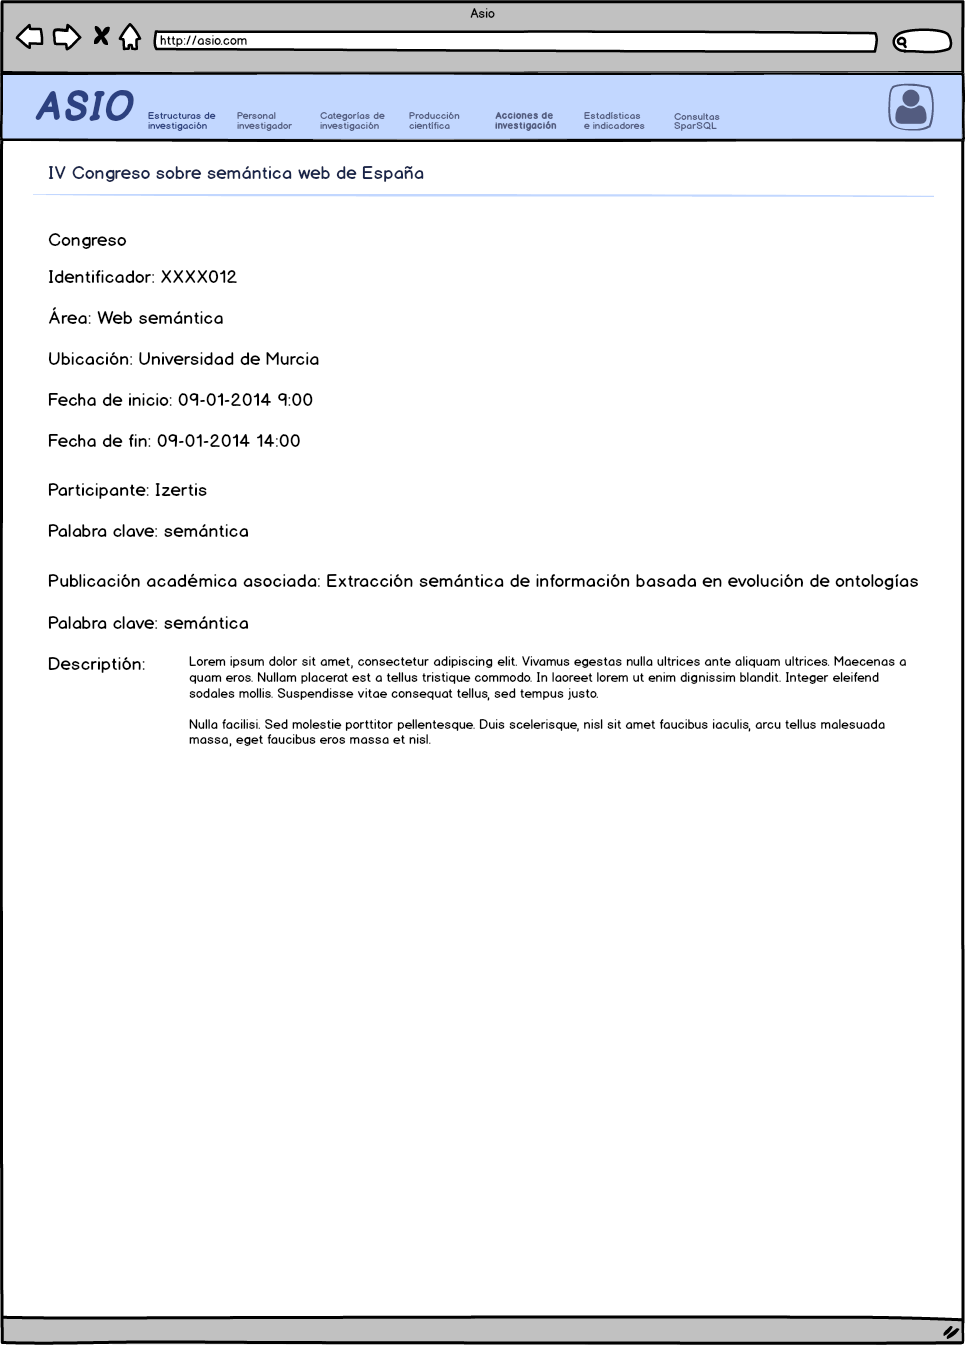 Asio
http://asio.com
ASIO
Estructuras de
investigación
Personal
investigador
Categorías de
investigación
Producción
científica
Acciones de
investigación
Estadísticas
e indicadores
Consultas
SparSQL
IV Congreso sobre semántica web de España
Congreso
Identificador: XXXX012
Área: Web semántica
Ubicación: Universidad de Murcia
Fecha de inicio: 09-01-2014 9:00
Fecha de fin: 09-01-2014 14:00
Participante: Izertis
Palabra clave: semántica
Publicación académica asociada: Extracción semántica de información basada en evolución de ontologías
Palabra clave: semántica
Descriptión:
Lorem ipsum dolor sit amet, consectetur adipiscing elit. Vivamus egestas nulla ultrices ante aliquam ultrices. Maecenas a
quam eros. Nullam placerat est a tellus tristique commodo. In laoreet lorem ut enim dignissim blandit. Integer eleifend
sodales mollis. Suspendisse vitae consequat tellus, sed tempus justo.
Nulla facilisi. Sed molestie porttitor pellentesque. Duis scelerisque, nisl sit amet faucibus iaculis, arcu tellus malesuada
massa, eget faucibus eros massa et nisl.